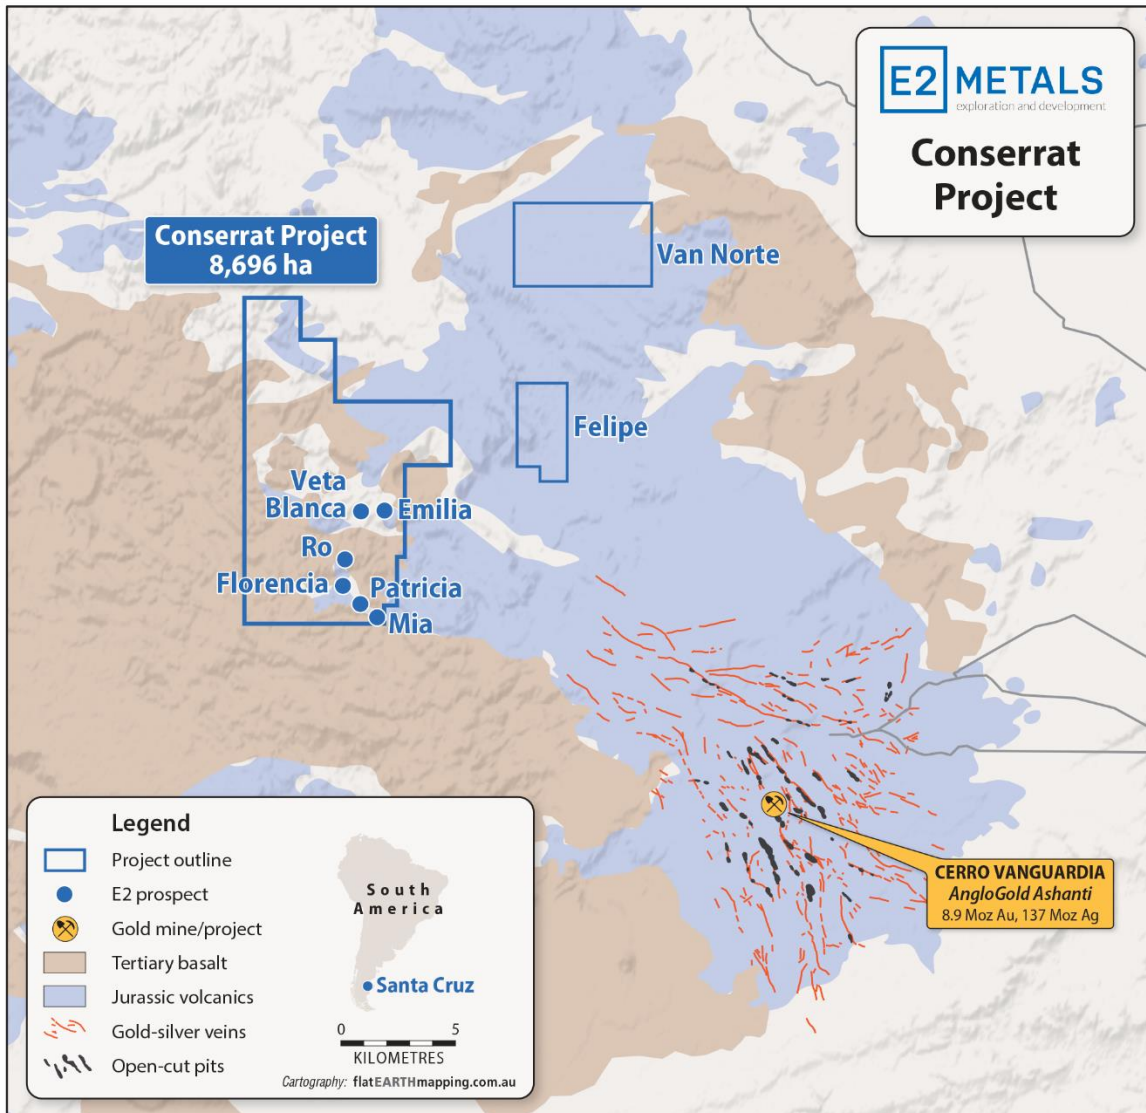 E2 METALS
exploration and development
Conserrat
Project
Conserrat Project
8,696 ha
Van Norte
Felipe
Veta
Blanca
Emilia
Ro
Florencia
Patricia
Mia
CERRO VANGUARDIA
AngloGold Ashanti
8.9 Moz Au, 137 Moz Ag
Legend
Project outline
E2 prospect
Gold mine/project
Tertiary basalt
Jurassic volcanics
Gold-silver veins
Open-cut pits
South
America
Santa Cruz
0 5
KILOMETRES
Cartography: flatEARTHmapping.com.au